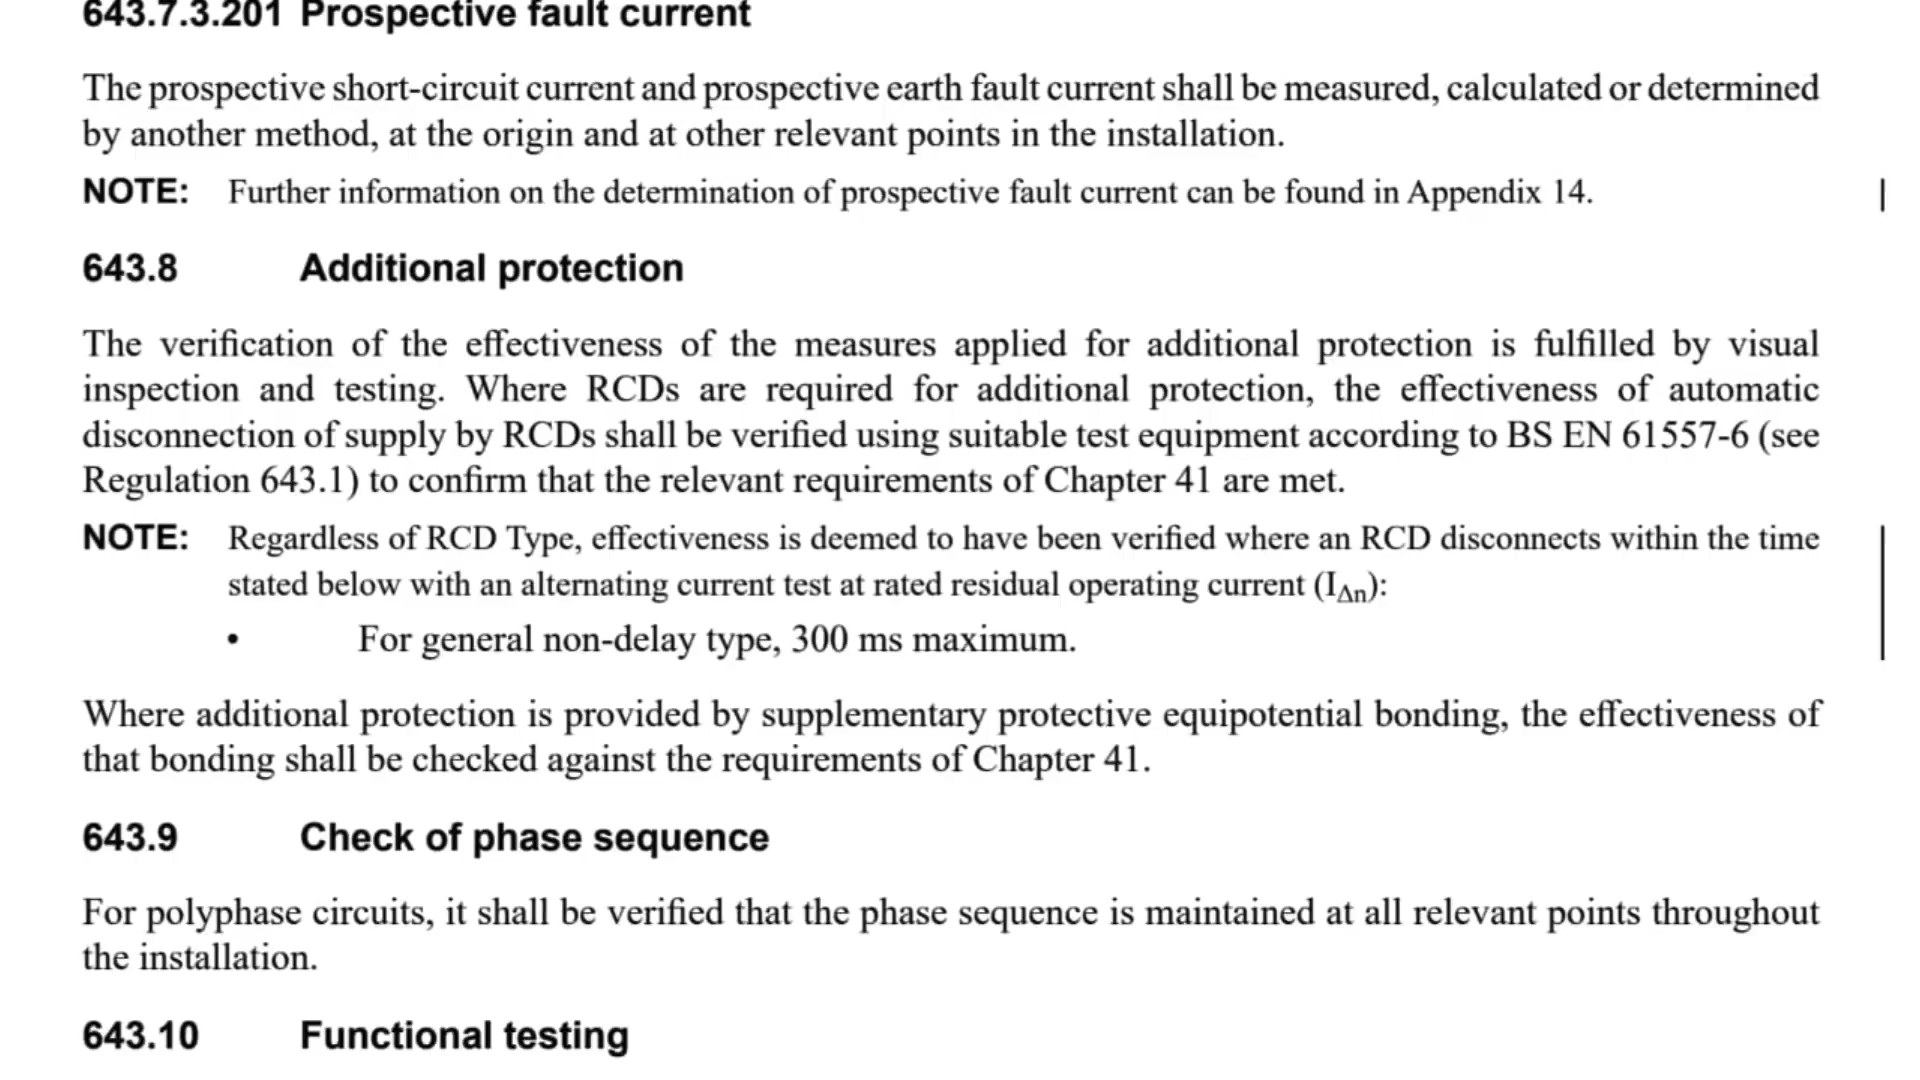 643.7.3.201 Prospective fault current
The prospective short-circuit current and prospective earth fault current shall be measured, calculated or determined
by another method, at the origin and at other relevant points in the installation.
NOTE: Further information on the determination of prospective fault current can be found in Appendix 14.
643.8 Additional protection
The verification of the effectiveness of the measures applied for additional protection is fulfilled by visual
inspection and testing. Where RCDs are required for additional protection, the effectiveness of automatic
disconnection of supply by RCDs shall be verified using suitable test equipment according to BS EN 61557-6 (see
Regulation 643.1) to confirm that the relevant requirements of Chapter 41 are met.
NOTE: Regardless of RCD Type, effectiveness is deemed to have been verified where an RCD disconnects within the time
stated below with an alternating current test at rated residual operating current (IΔn):
• For general non-delay type, 300 ms maximum.
Where additional protection is provided by supplementary protective equipotential bonding, the effectiveness of
that bonding shall be checked against the requirements of Chapter 41.
643.9 Check of phase sequence
For polyphase circuits, it shall be verified that the phase sequence is maintained at all relevant points throughout
the installation.
643.10 Functional testing